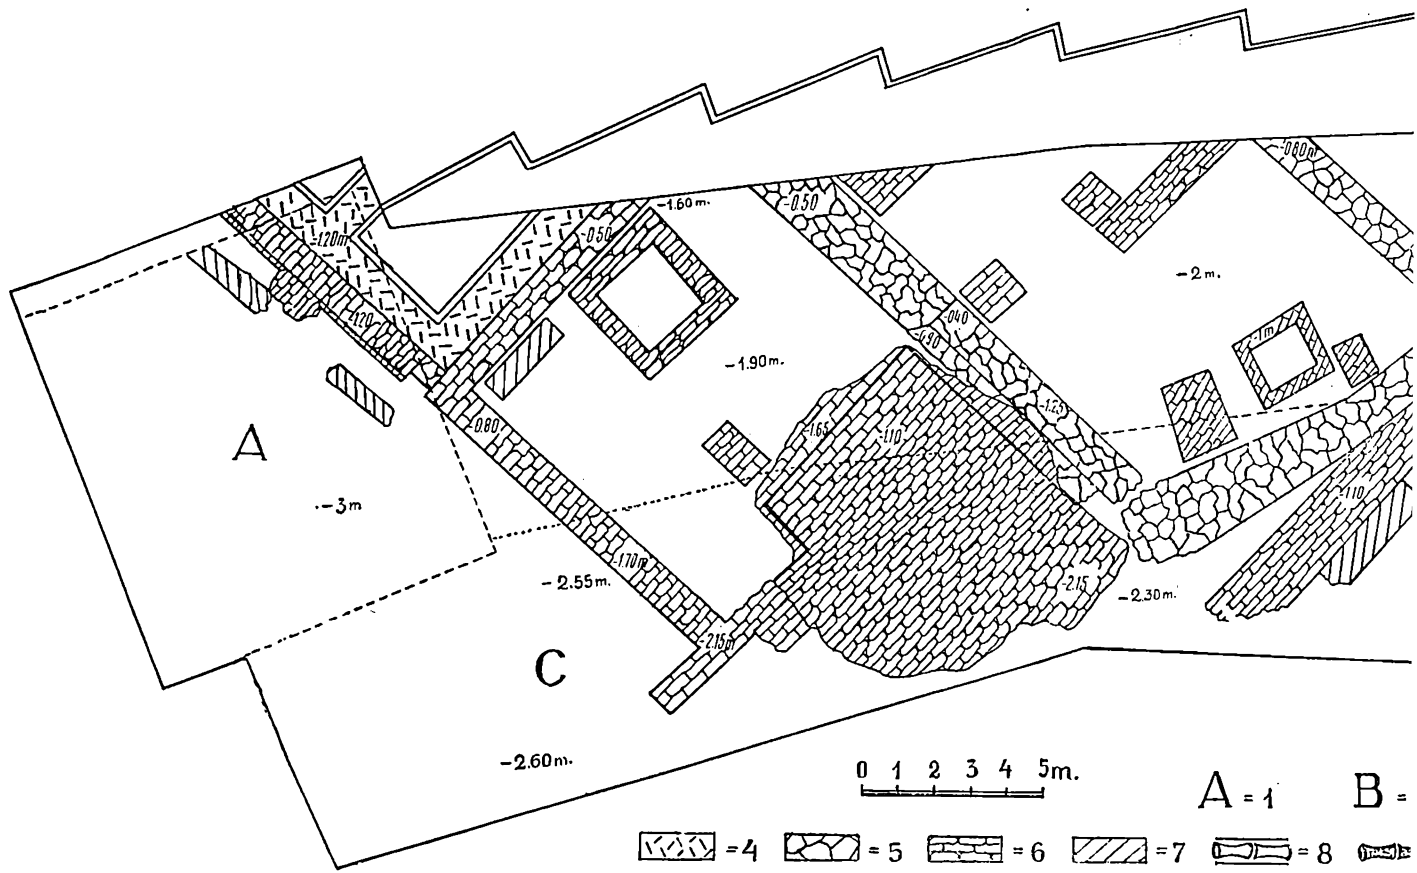 -0.80m
-1.60m.
-0.50
-0.50
-1.20m
-2m.
-1.20
-0.40
-0.90
-1m
-1.90m.
-1.25
-0.80
-1.65
-1.10
A
-1.10
-3m
-1.70m
-2.55m.
-2.15
-2.30m.
-2.15m
C
-2.60m.
0 1 2 3 4 5m.
A = 1 B =
= 4 = 5 = 6 = 7 = 8